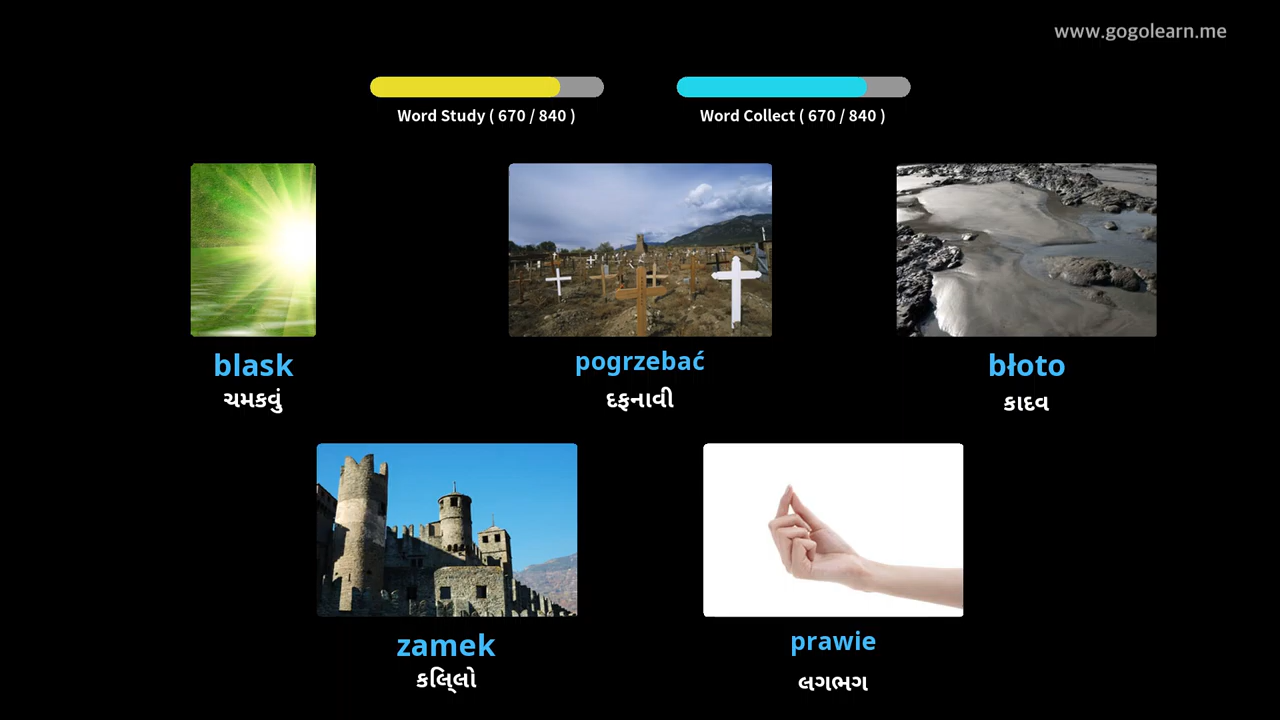 www.gogolearn.me
Word Study ( 670 / 840 )
Word Collect ( 670 / 840 )
blask
ચમકવું
pogrzebać
દફનાવી
błoto
કાદવ
zamek
કલ્લિો
prawie
લગભગ